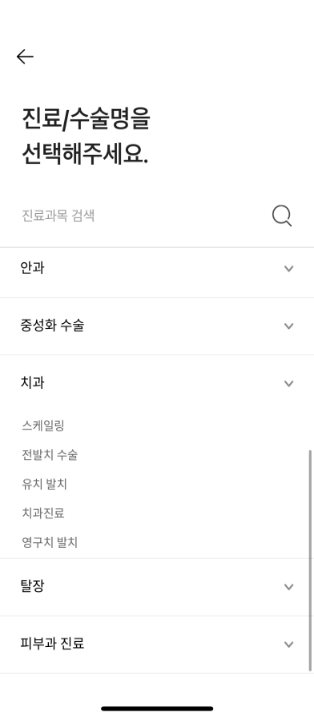 진료/수술명을
선택해주세요.
진료과목 검색
안과
중성화 수술
치과
스케일링
전발치 수술
유치 발치
치과진료
영구치 발치
탈장
피부과 진료